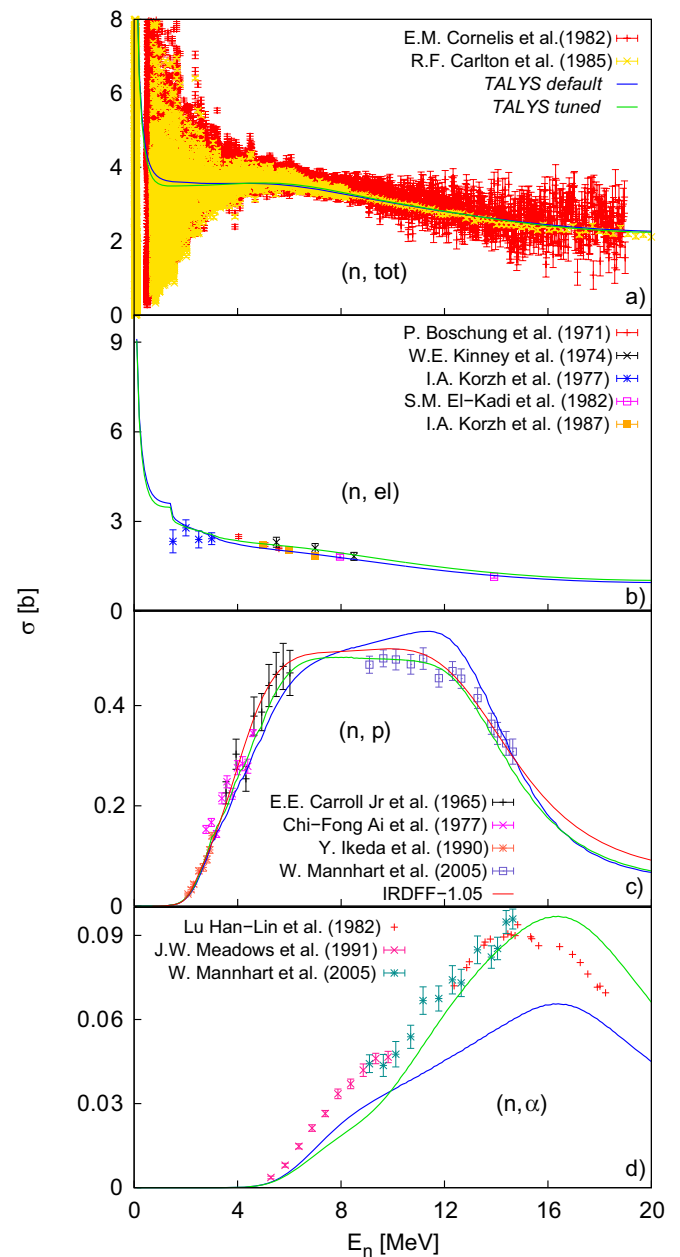 E.M. Cornelis et al.(1982)
R.F. Carlton et al. (1985)
TALYS default
TALYS tuned
8
6
4
2
0
(n, tot)
a)
P. Boschung et al. (1971)
W.E. Kinney et al. (1974)
I.A. Korzh et al. (1977)
S.M. El−Kadi et al. (1982)
I.A. Korzh et al. (1987)
9
6
3
0
(n, el)
b)
σ [b]
0.4
0.2
0
(n, p)
E.E. Carroll Jr et al. (1965)
Chi−Fong Ai et al. (1977)
Y. Ikeda et al. (1990)
W. Mannhart et al. (2005)
IRDFF−1.05
c)
Lu Han−Lin et al. (1982)
J.W. Meadows et al. (1991)
W. Mannhart et al. (2005)
0.09
0.06
0.03
0
(n,α)
d)
0 4 8 12 16 20
En [MeV]